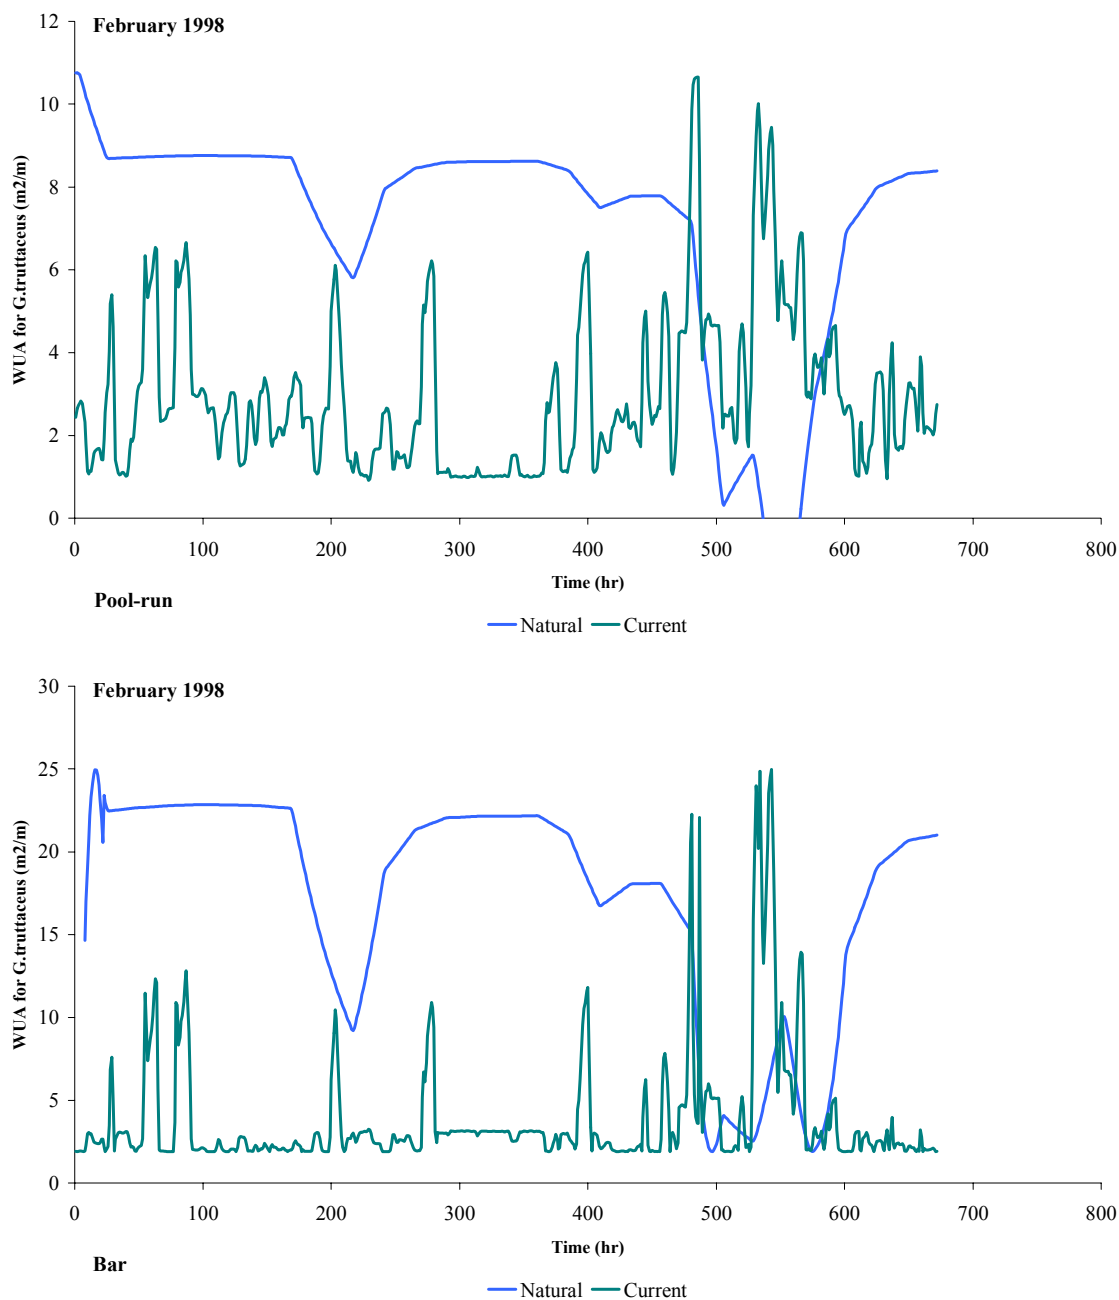 February 1998
WUA for G.truttaceus (m2/m)
12
10
8
6
4
2
0
0 100 200 300 400 500 600 700 800
Time (hr)
Pool-run
Natural Current
February 1998
WUA for G.truttaceus (m2/m)
30
25
20
15
10
5
0
0 100 200 300 400 500 600 700 800
Time (hr)
Bar
Natural Current